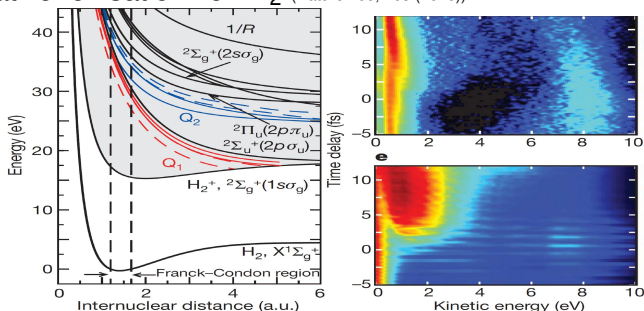 1/R
²Σg⁺(2sσg)
²Πu(2pπu)
²Σu⁺(2pσu)
Q₂
Q₁
H₂⁺, ²Σg⁺(1sσg)
H₂, X¹Σg⁺
Franck–Condon region
Energy (eV)
40
30
20
10
0
0 2 4 6
Internuclear distance (a.u.)
Time delay (fs)
10
5
0
−5
0 2 4 6 8 10
e
10
5
0
−5
0 2 4 6 8 10
Kinetic energy (eV)